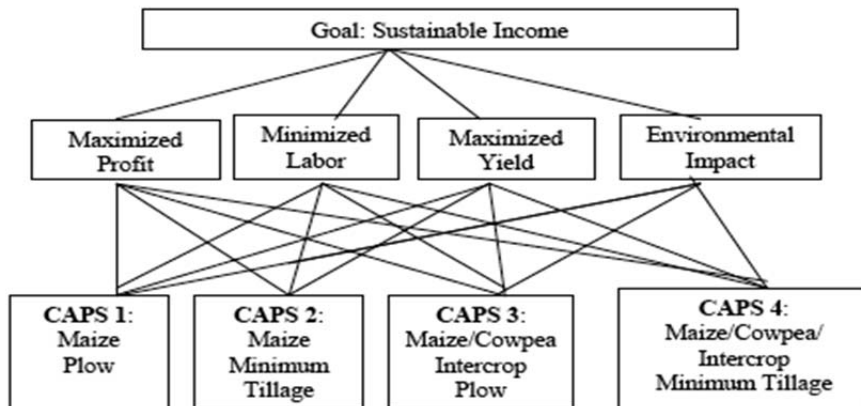 Goal: Sustainable Income
Maximized
Profit
Minimized
Labor
Maximized
Yield
Environmental
Impact
CAPS 1:
Maize
Plow
CAPS 2:
Maize
Minimum
Tillage
CAPS 3:
Maize/Cowpea
Intercrop
Plow
CAPS 4:
Maize/Cowpea/
Intercrop
Minimum Tillage